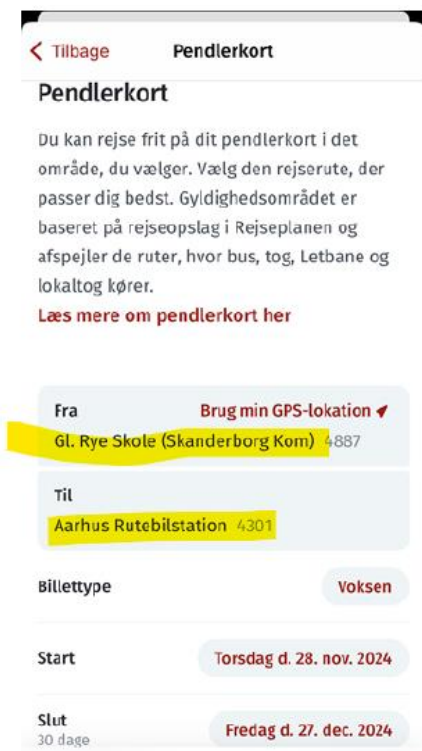 Tilbage Pendlerkort
Pendlerkort
Du kan rejse frit på dit pendlerkort i det
område, du vælger. Vælg den rejserute, der
passer dig bedst. Gyldighedsområdet er
baseret på rejseopslag i Rejseplanen og
afspejler de ruter, hvor bus, tog, Letbane og
lokaltog kører.
Læs mere om pendlerkort her
Fra Brug min GPS-lokation
Gl. Rye Skole (Skanderborg Kom) 4887
Til
Aarhus Rutebilstation 4301
Billettype Voksen
Start Torsdag d. 28. nov. 2024
Slut
30 dage Fredag d. 27. dec. 2024